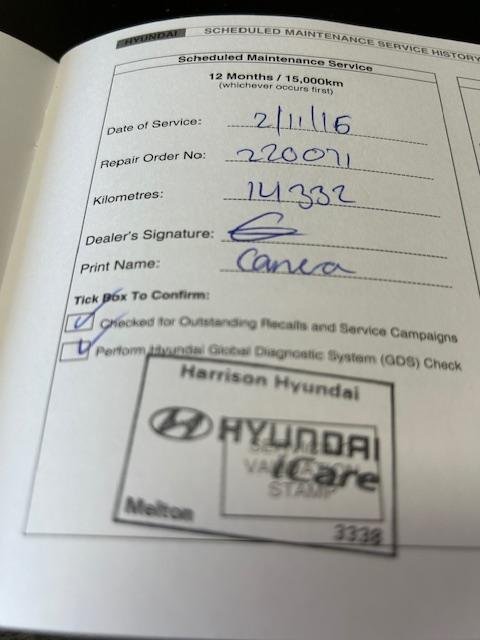 HYUNDAI SCHEDULED MAINTENANCE SERVICE HISTORY
Scheduled Maintenance Service
12 Months / 15,000km
(whichever occurs first)
Date of Service: 2/11/16
Repair Order No: 220071
Kilometres: 14332
Dealer's Signature:
Print Name:
Tick Box To Confirm:
Checked for Outstanding Recalls and Service Campaigns
Perform Hyundai Global Diagnostic System (GDS) Check
Harrison Hyundai
HYUNDAI
iCare
STAMP
Melton
3338